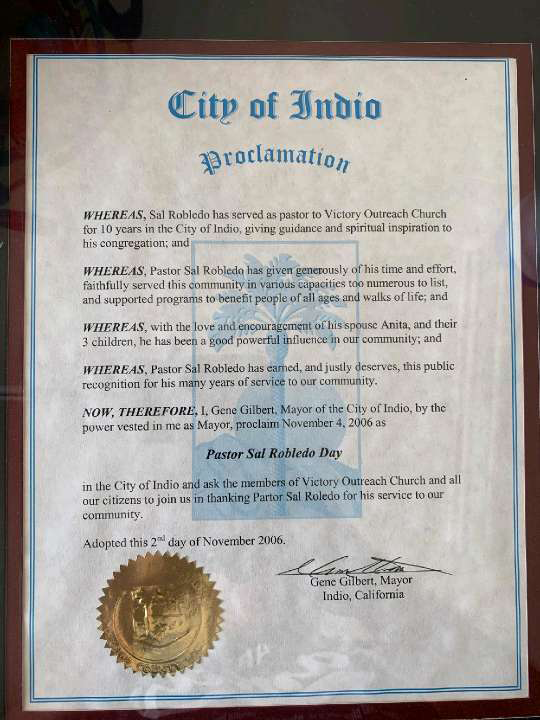 City of Indio
Proclamation
WHEREAS, Sal Robledo has served as pastor to Victory Outreach Church
for 10 years in the City of Indio, giving guidance and spiritual inspiration to
his congregation; and
WHEREAS, Pastor Sal Robledo has given generously of his time and effort,
faithfully served this community in various capacities too numerous to list,
and supported programs to benefit people of all ages and walks of life; and
WHEREAS, with the love and encouragement of his spouse Anita, and their
3 children, he has been a good powerful influence in our community; and
WHEREAS, Pastor Sal Robledo has earned, and justly deserves, this public
recognition for his many years of service to our community.
NOW, THEREFORE, I, Gene Gilbert, Mayor of the City of Indio, by the
power vested in me as Mayor, proclaim November 4, 2006 as
Pastor Sal Robledo Day
in the City of Indio and ask the members of Victory Outreach Church and all
our citizens to join us in thanking Partor Sal Roledo for his service to our
community.
Adopted this 2nd day of November 2006.
Gene Gilbert, Mayor
Indio, California